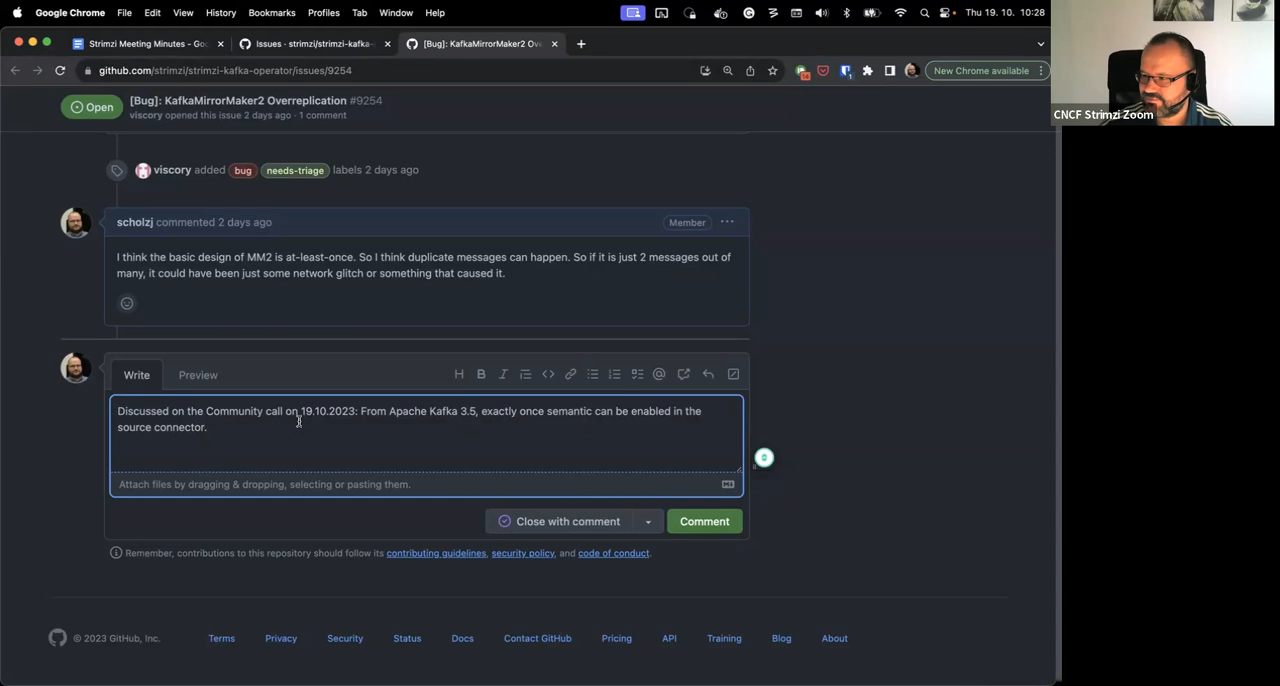 Google Chrome File Edit View History Bookmarks Profiles Tab Window Help Thu 19. 10. 10:28
Strimzi Meeting Minutes - Goo Issues · strimzi/strimzi-kafka- [Bug]: KafkaMirrorMaker2 Ov
github.com/strimzi/strimzi-kafka-operator/issues/9254 New Chrome available
CNCF Strimzi Zoom
Open [Bug]: KafkaMirrorMaker2 Overreplication #9254
viscory opened this issue 2 days ago · 1 comment
viscory added bug needs-triage labels 2 days ago
scholzj commented 2 days ago Member
I think the basic design of MM2 is at-least-once. So I think duplicate messages can happen. So if it is just 2 messages out of
many, it could have been just some network glitch or something that caused it.
Write Preview
Discussed on the Community call on 19.10.2023: From Apache Kafka 3.5, exactly once semantic can be enabled in the
source connector.
Attach files by dragging & dropping, selecting or pasting them.
Close with comment Comment
Remember, contributions to this repository should follow its contributing guidelines, security policy, and code of conduct.
© 2023 GitHub, Inc. Terms Privacy Security Status Docs Contact GitHub Pricing API Training Blog About